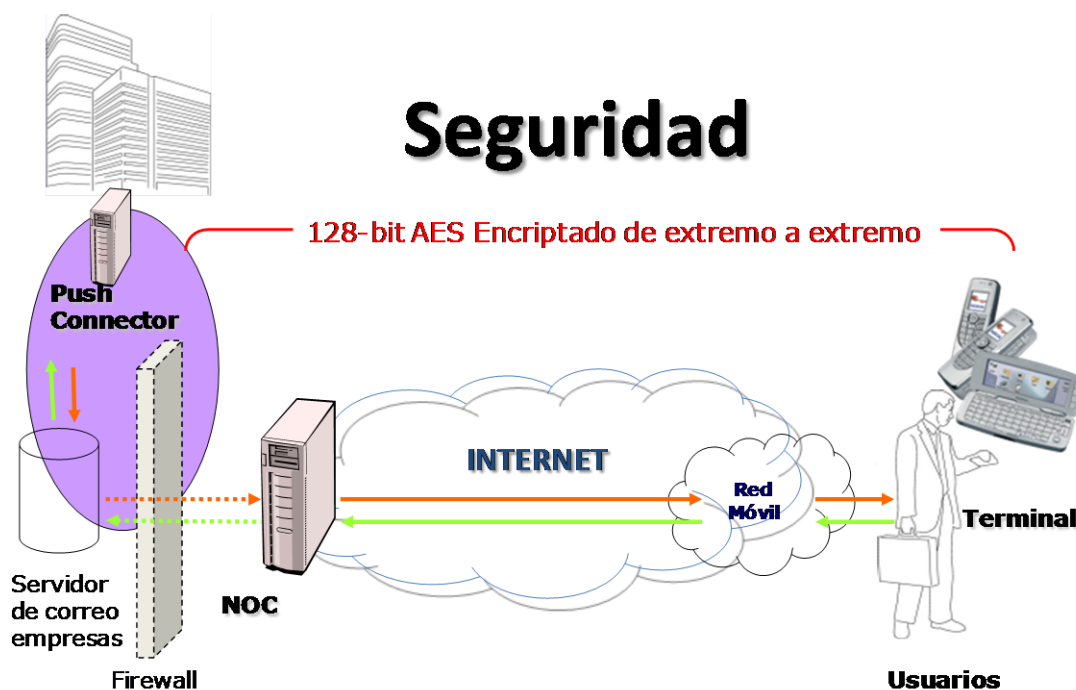 Seguridad
128-bit AES Encriptado de extremo a extremo
Push
Connector
INTERNET
Red
Móvil
Terminal
Servidor
de correo
empresas
NOC
Firewall
Usuarios